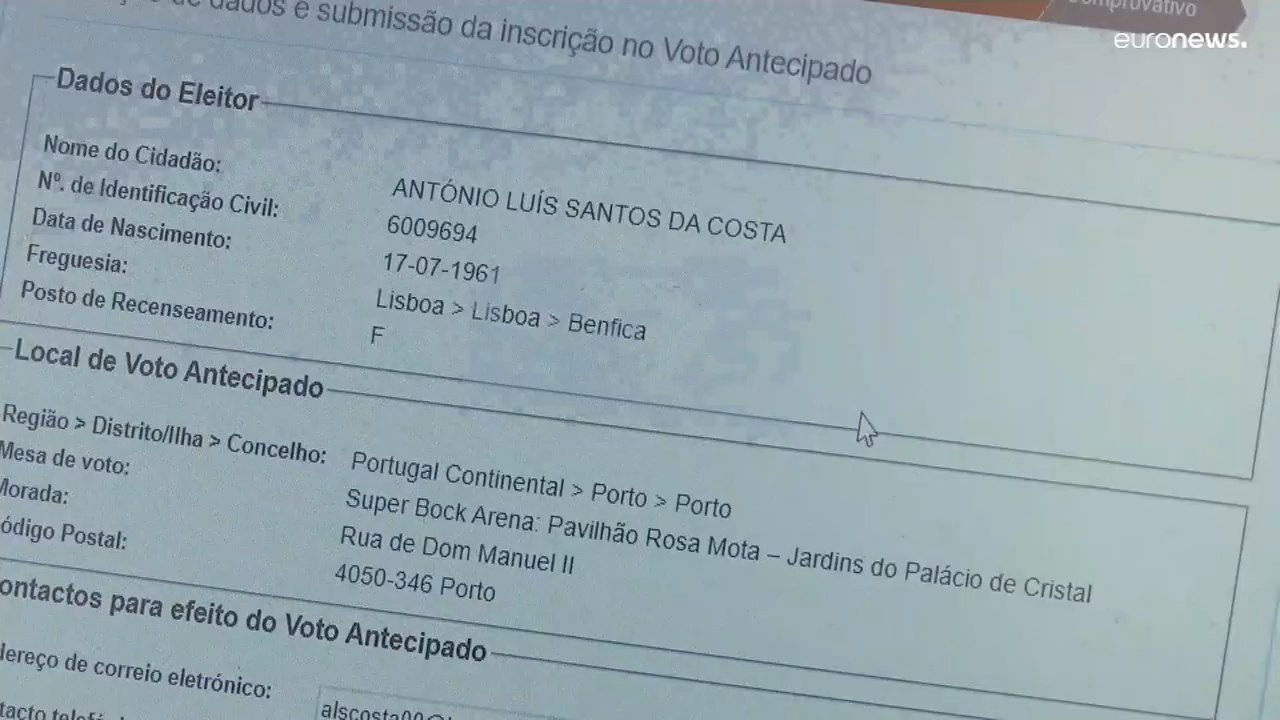 Comprovativo
euronews.
dados e submissão da inscrição no Voto Antecipado
Dados do Eleitor
Nome do Cidadão: ANTÓNIO LUÍS SANTOS DA COSTA
Nº. de Identificação Civil: 6009694
Data de Nascimento: 17-07-1961
Freguesia: Lisboa > Lisboa > Benfica
Posto de Recenseamento: F
Local de Voto Antecipado
Região > Distrito/Ilha > Concelho: Portugal Continental > Porto > Porto
Mesa de voto: Super Bock Arena: Pavilhão Rosa Mota – Jardins do Palácio de Cristal
Morada: Rua de Dom Manuel II
ódigo Postal: 4050-346 Porto
ontactos para efeito do Voto Antecipado
dereço de correio eletrónico: alscosta00@